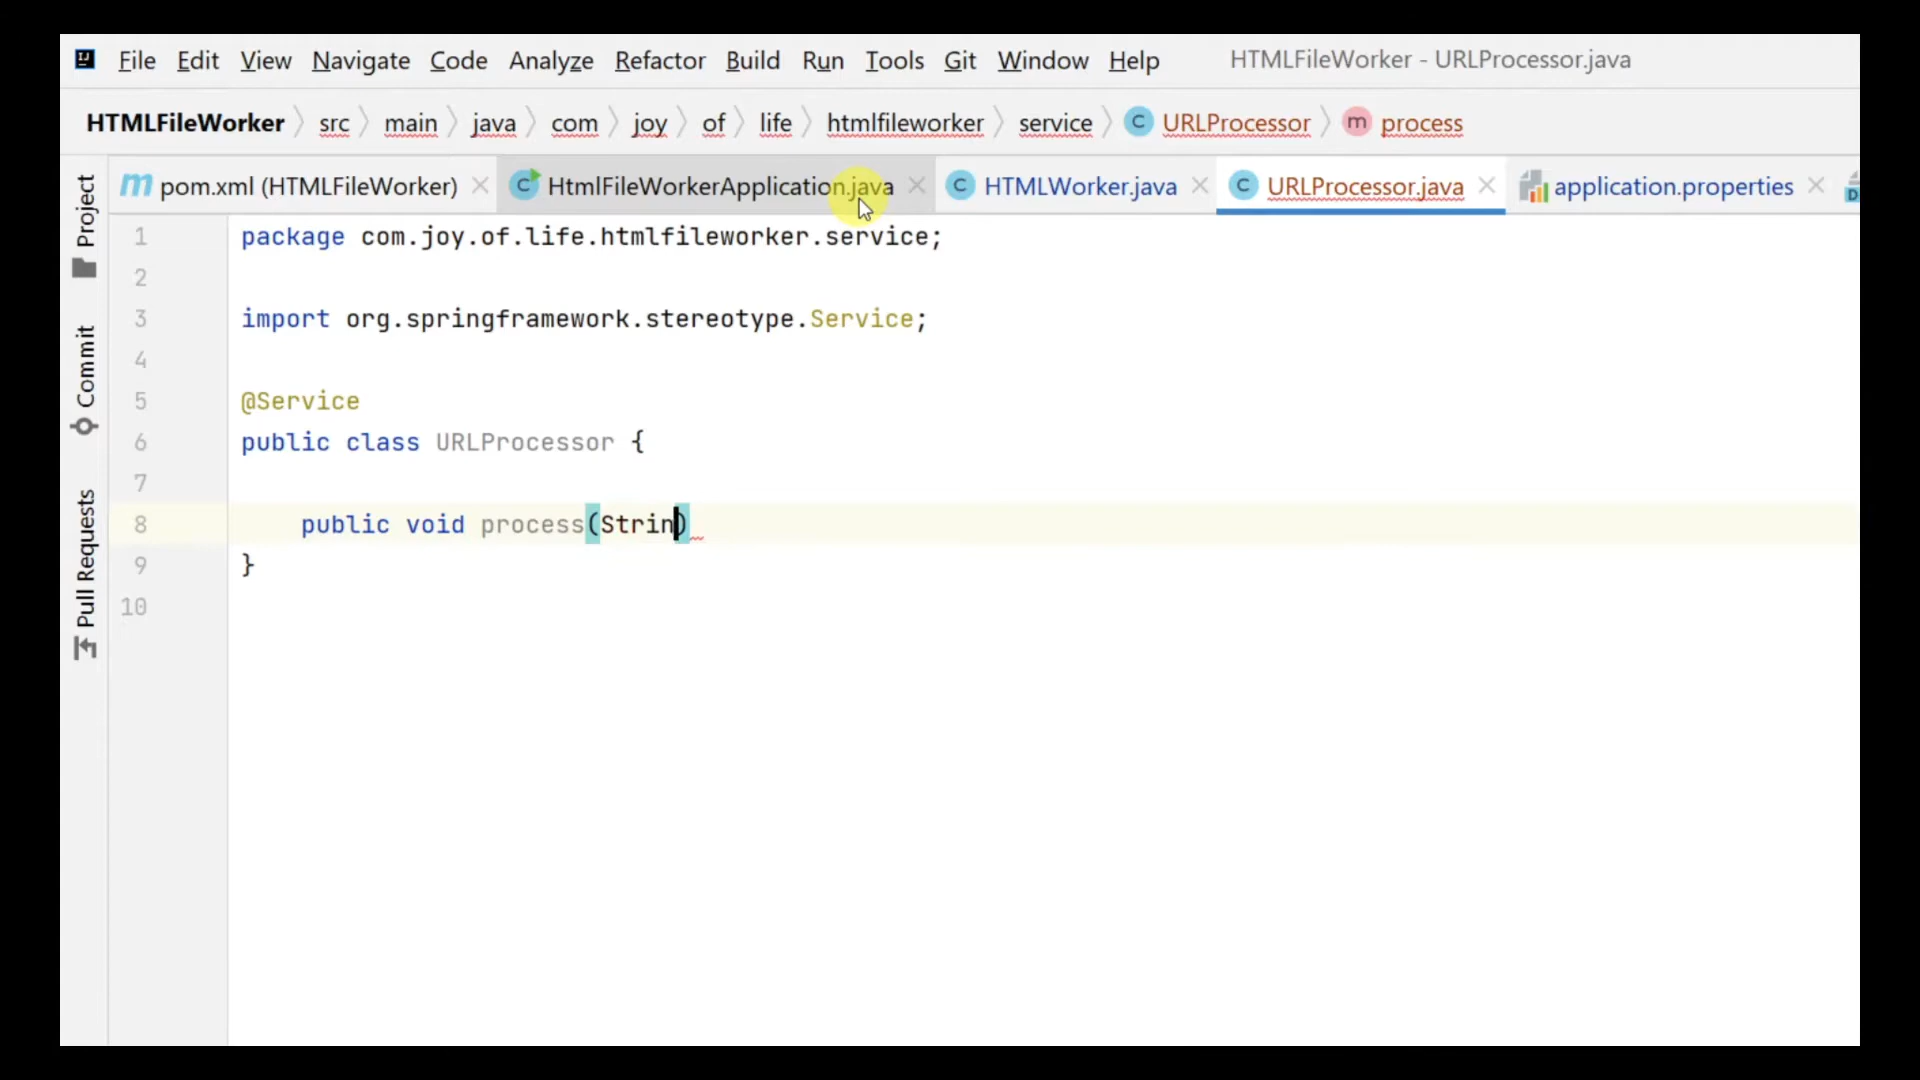 File Edit View Navigate Code Analyze Refactor Build Run Tools Git Window Help HTMLFileWorker - URLProcessor.java
HTMLFileWorker src main java com joy of life htmlfileworker service C URLProcessor m process
m pom.xml (HTMLFileWorker) C HtmlFileWorkerApplication.java C HTMLWorker.java C URLProcessor.java application.properties D
Project
Commit
Pull Requests
1 package com.joy.of.life.htmlfileworker.service;
2
3 import org.springframework.stereotype.Service;
4
5 @Service
6 public class URLProcessor {
7
8 public void process(Strin)
9 }
10